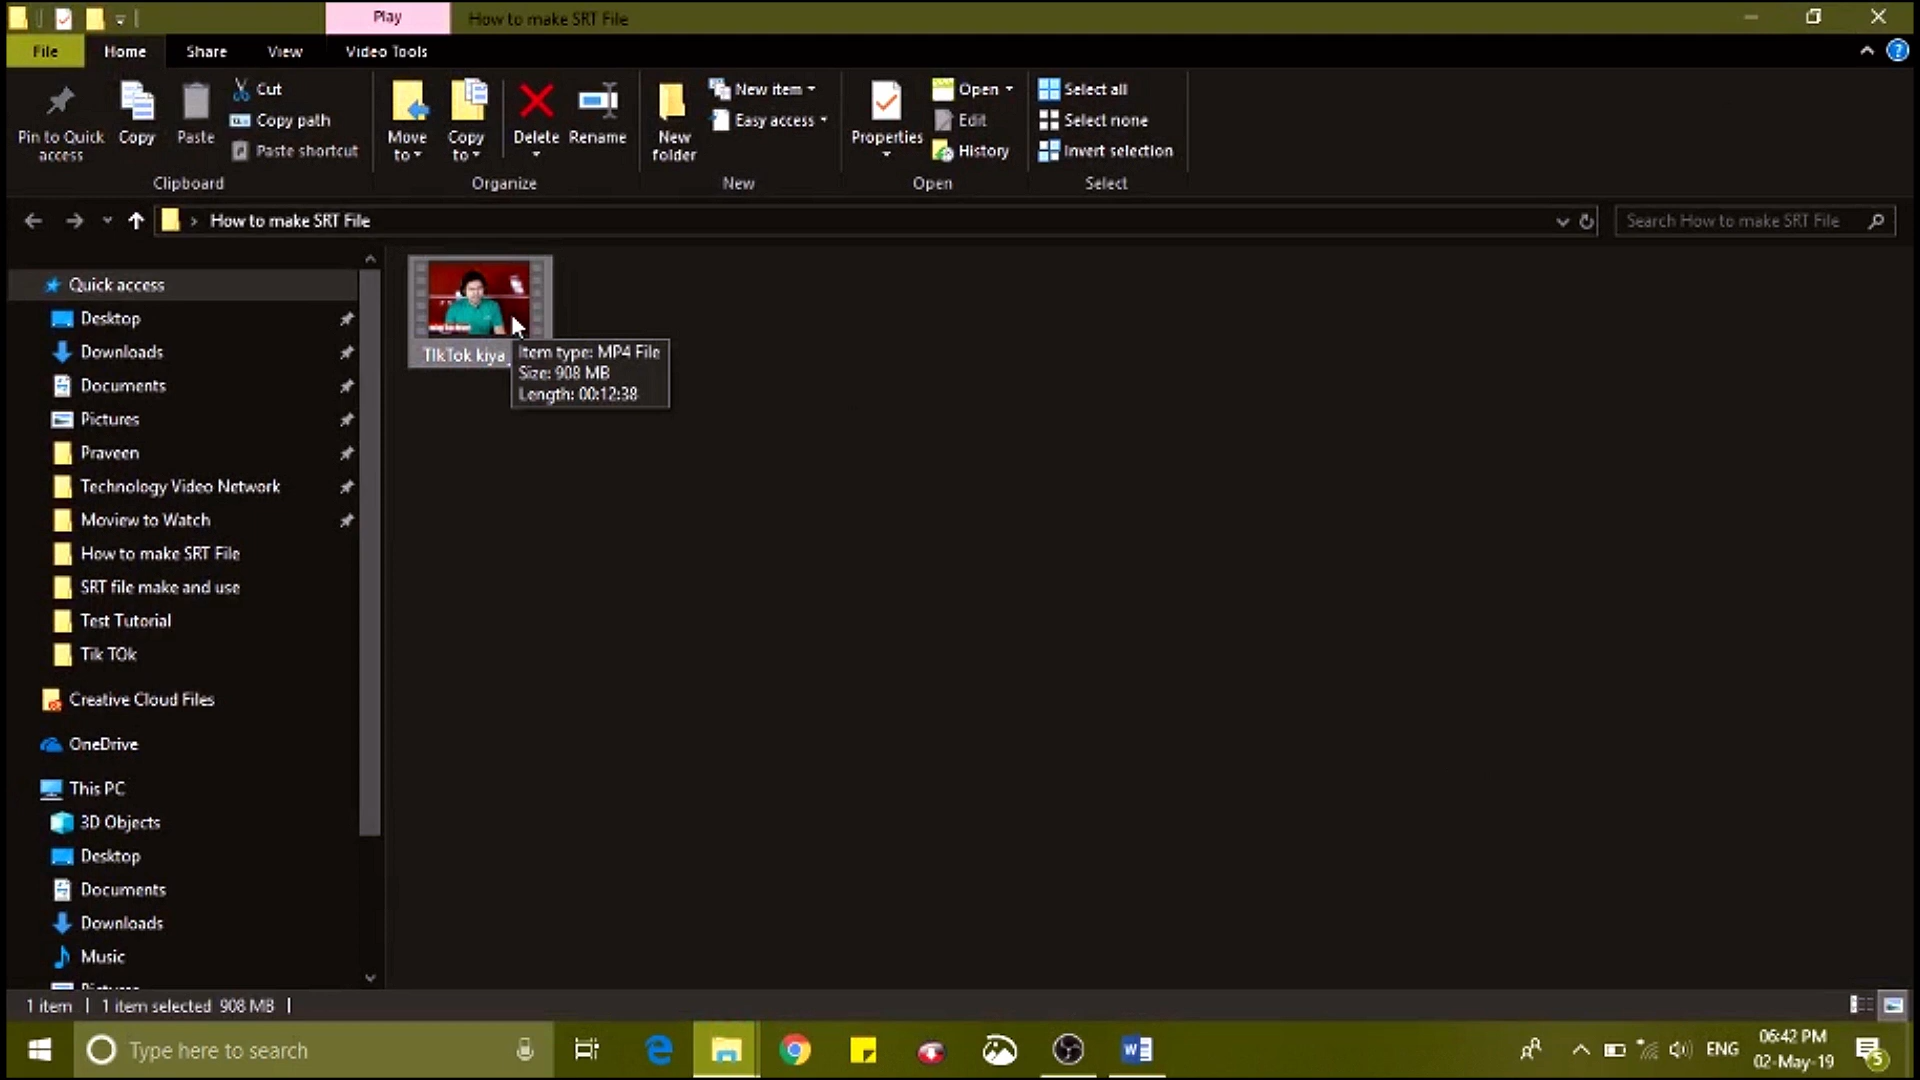 Play
How to make SRT File
File
Home
Share
View
Video Tools
Pin to Quick access
Copy
Paste
Cut
Copy path
Paste shortcut
Move to
Copy to
Delete
Rename
New folder
New item
Easy access
Properties
Open
Edit
History
Select all
Select none
Invert selection
Clipboard
Organize
New
Open
Select
How to make SRT File
Search How to make SRT File
Quick access
Desktop
Downloads
Documents
Pictures
Praveen
Technology Video Network
Moview to Watch
How to make SRT File
SRT file make and use
Test Tutorial
Tik TOk
Creative Cloud Files
OneDrive
This PC
3D Objects
Desktop
Documents
Downloads
Music
TIkTok kiya
Item type: MP4 File
Size: 908 MB
Length: 00:12:38
1 item
1 item selected 908 MB
Type here to search
ENG
06:42 PM
02-May-19
5